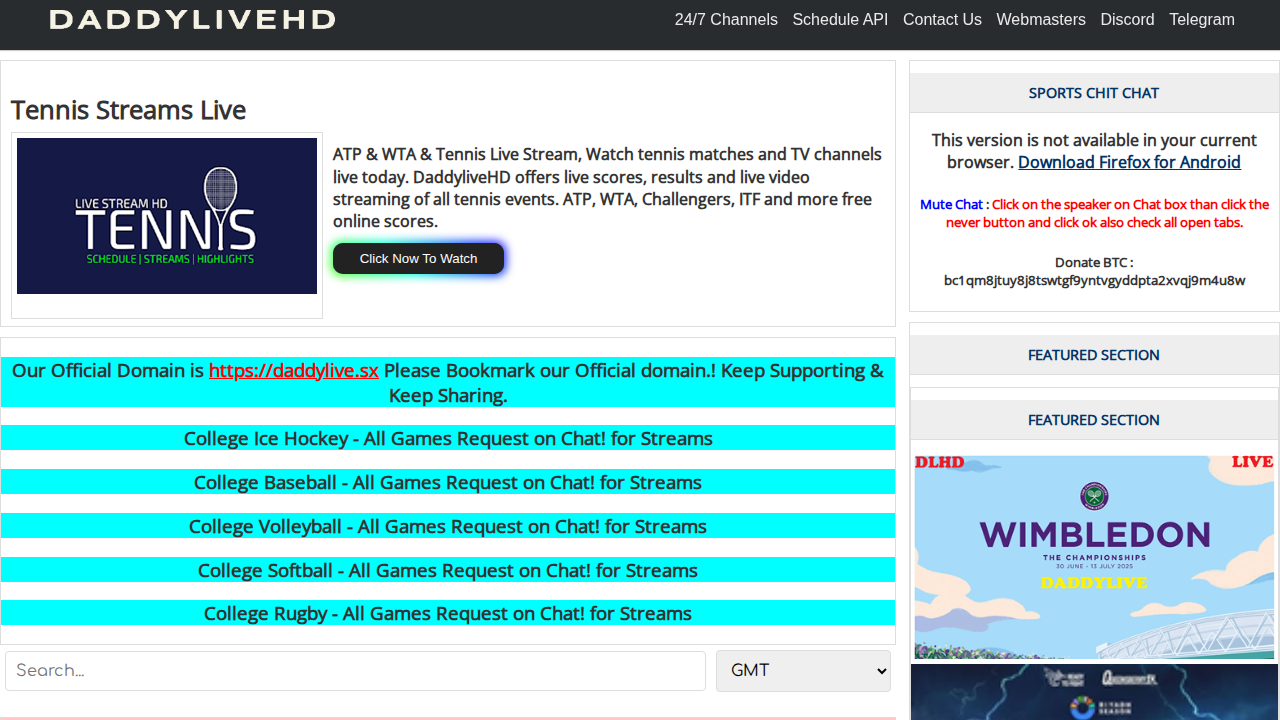 DADDYLIVEHD
24/7 Channels Schedule API Contact Us Webmasters Discord Telegram
Tennis Streams Live
LIVE STREAM HD
TENNIS
SCHEDULE | STREAMS | HIGHLIGHTS
ATP & WTA & Tennis Live Stream, Watch tennis matches and TV channels
live today. DaddyliveHD offers live scores, results and live video
streaming of all tennis events. ATP, WTA, Challengers, ITF and more free
online scores.
Click Now To Watch
Our Official Domain is https://daddylive.sx Please Bookmark our Official domain.! Keep Supporting &
Keep Sharing.
College Ice Hockey - All Games Request on Chat! for Streams
College Baseball - All Games Request on Chat! for Streams
College Volleyball - All Games Request on Chat! for Streams
College Softball - All Games Request on Chat! for Streams
College Rugby - All Games Request on Chat! for Streams
Search...
GMT
SPORTS CHIT CHAT
This version is not available in your current
browser. Download Firefox for Android
Mute Chat : Click on the speaker on Chat box than click the
never button and click ok also check all open tabs.
Donate BTC :
bc1qm8jtuy8j8tswtgf9yntvgyddpta2xvqj9m4u8w
FEATURED SECTION
FEATURED SECTION
DLHD LIVE
WIMBLEDON
THE CHAMPIONSHIPS
30 JUNE - 13 JULY 2025
DADDYLIVE
RIYADH
SEASON